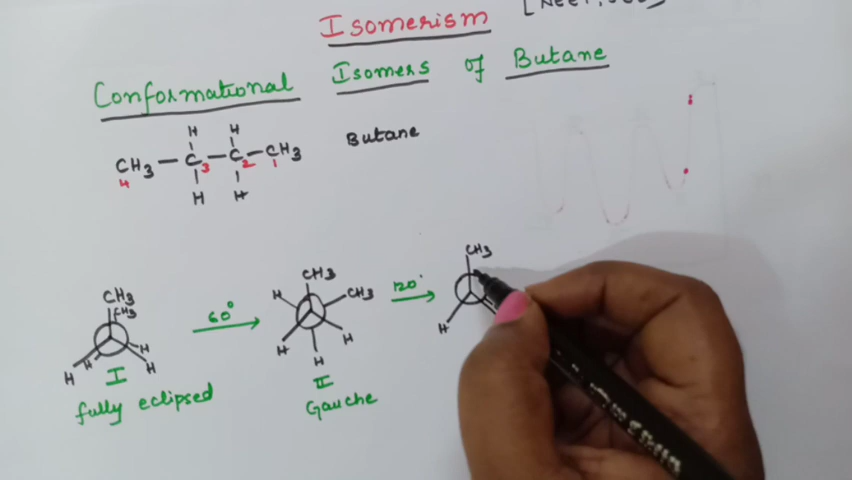 Isomerism
Conformational Isomers of Butane
H H
CH3 — C — C — CH3 Butane
4 3 2 1
H H
CH3
CH3
H H
H H
I
fully eclipsed
60°
CH3
H CH3
H H
H
II
Gauche
120°
CH3
H